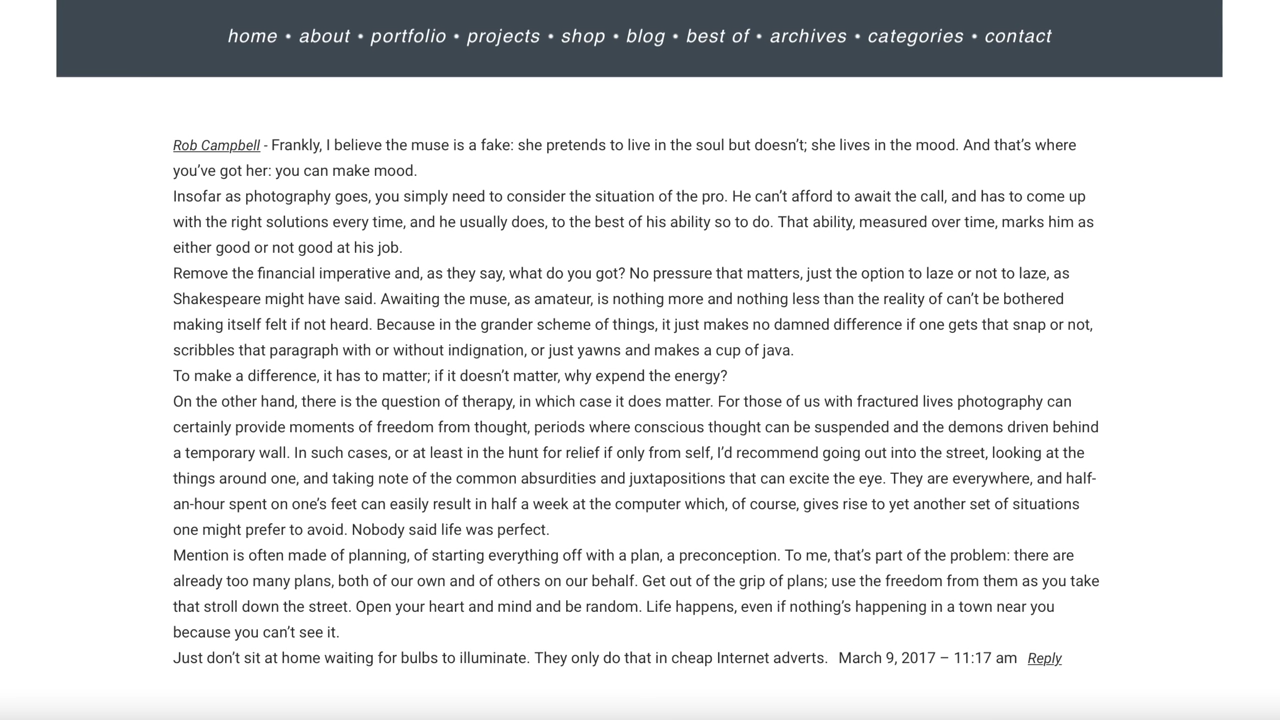 home • about • portfolio • projects • shop • blog • best of • archives • categories • contact
Rob Campbell - Frankly, I believe the muse is a fake: she pretends to live in the soul but doesn’t; she lives in the mood. And that’s where
you’ve got her: you can make mood.
Insofar as photography goes, you simply need to consider the situation of the pro. He can’t afford to await the call, and has to come up
with the right solutions every time, and he usually does, to the best of his ability so to do. That ability, measured over time, marks him as
either good or not good at his job.
Remove the financial imperative and, as they say, what do you got? No pressure that matters, just the option to laze or not to laze, as
Shakespeare might have said. Awaiting the muse, as amateur, is nothing more and nothing less than the reality of can’t be bothered
making itself felt if not heard. Because in the grander scheme of things, it just makes no damned difference if one gets that snap or not,
scribbles that paragraph with or without indignation, or just yawns and makes a cup of java.
To make a difference, it has to matter; if it doesn’t matter, why expend the energy?
On the other hand, there is the question of therapy, in which case it does matter. For those of us with fractured lives photography can
certainly provide moments of freedom from thought, periods where conscious thought can be suspended and the demons driven behind
a temporary wall. In such cases, or at least in the hunt for relief if only from self, I’d recommend going out into the street, looking at the
things around one, and taking note of the common absurdities and juxtapositions that can excite the eye. They are everywhere, and half-
an-hour spent on one’s feet can easily result in half a week at the computer which, of course, gives rise to yet another set of situations
one might prefer to avoid. Nobody said life was perfect.
Mention is often made of planning, of starting everything off with a plan, a preconception. To me, that’s part of the problem: there are
already too many plans, both of our own and of others on our behalf. Get out of the grip of plans; use the freedom from them as you take
that stroll down the street. Open your heart and mind and be random. Life happens, even if nothing’s happening in a town near you
because you can’t see it.
Just don’t sit at home waiting for bulbs to illuminate. They only do that in cheap Internet adverts. March 9, 2017 – 11:17 am Reply